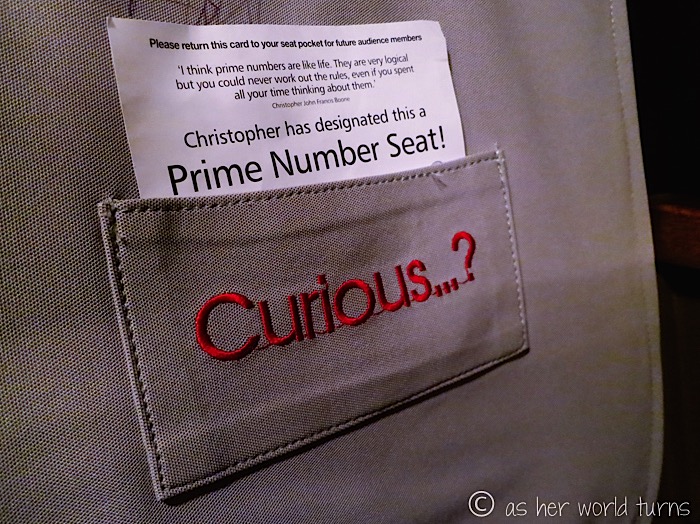 Please return this card to your seat pocket for future audience members
'I think prime numbers are like life. They are very logical
but you could never work out the rules, even if you spent
all your time thinking about them.'
Christopher John Francis Boone
Christopher has designated this a
Prime Number Seat!
Curious...?
© as her world turns